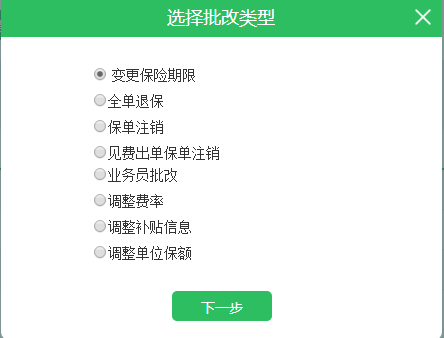 选择批改类型
变更保险期限
全单退保
保单注销
见费出单保单注销
业务员批改
调整费率
调整补贴信息
调整单位保额
下一步